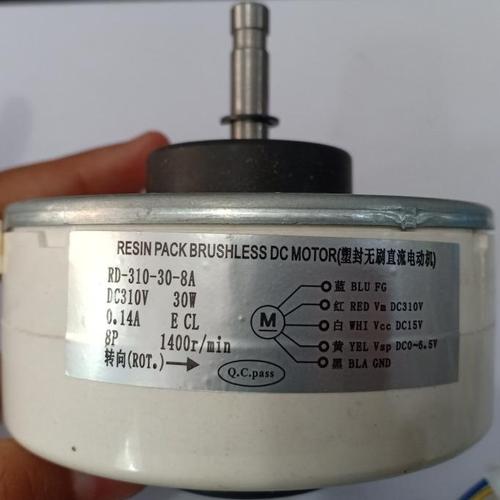 RESIN PACK BRUSHLESS DC MOTOR(塑封无刷直流电动机)
RD-310-30-8A
DC310V 30W
0.14A E CL
8P 1400r/min
转向(ROT.)
M
蓝 BLU FG
红 RED Vm DC310V
白 WHI Vcc DC15V
黄 YEL Vsp DC0~6.5V
黑 BLA GND
Q.C.pass